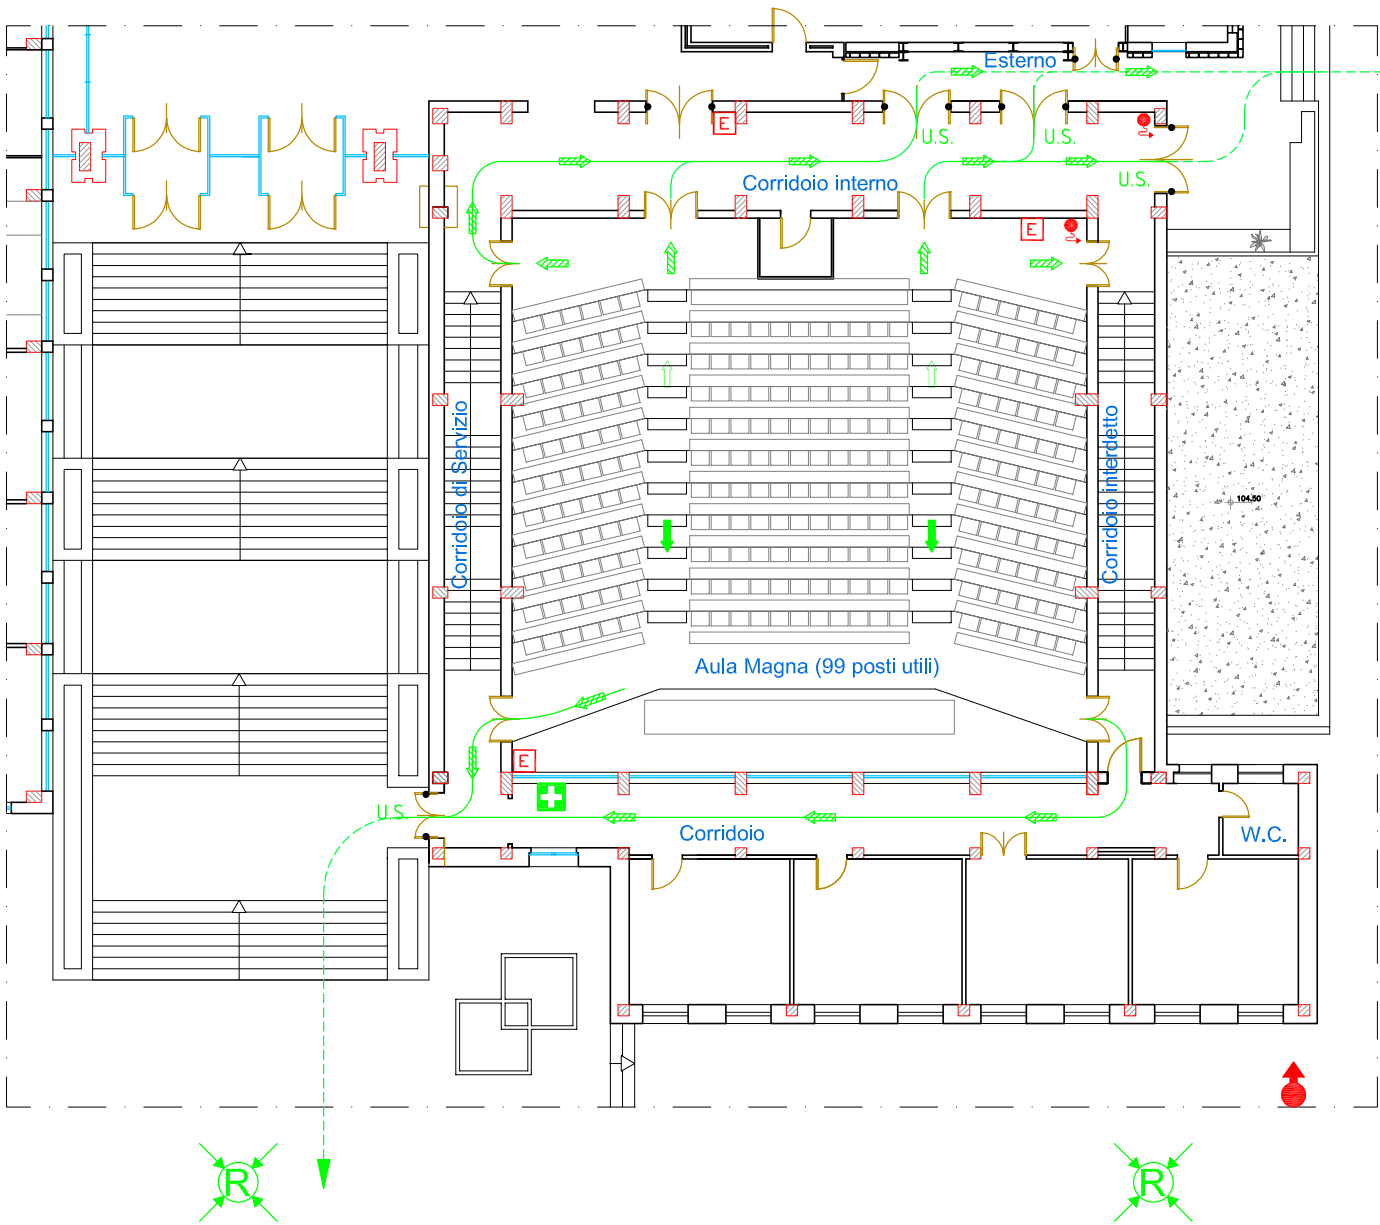 Esterno
E
U.S.
U.S.
Corridoio interno
U.S.
E
Corridoio di Servizio
Corridoio interdetto
104.50
Aula Magna (99 posti utili)
E
U.S.
Corridoio
W.C.
R
R